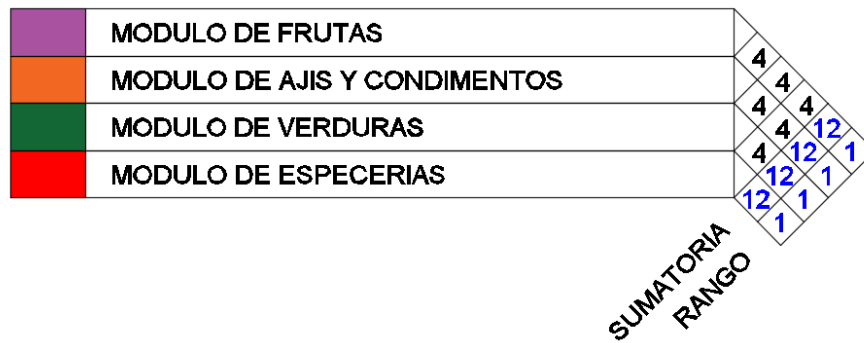 MODULO DE FRUTAS
4
MODULO DE AJIS Y CONDIMENTOS
4
4 4
MODULO DE VERDURAS
4 12
4 12 1
MODULO DE ESPECERIAS
12 1
12 1
1
SUMATORIA
RANGO